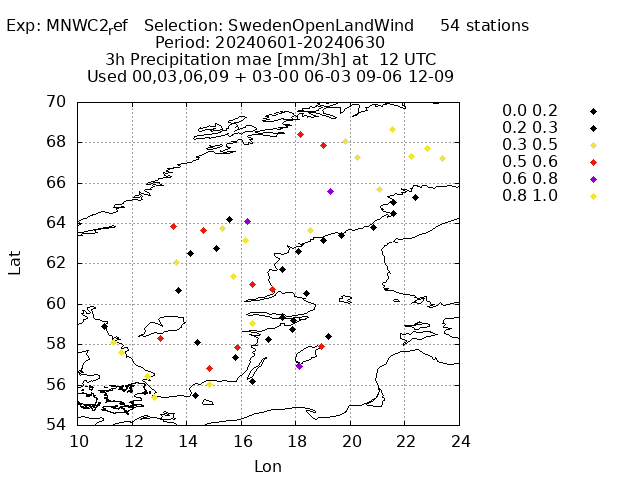 Exp: MNWC2ref   Selection: SwedenOpenLandWind     54 stations
Period: 20240601-20240630
3h Precipitation mae [mm/3h] at  12 UTC
Used 00,03,06,09 + 03-00 06-03 09-06 12-09
70
68
66
64
62
60
58
56
54
Lat
10 12 14 16 18 20 22 24
Lon
0.0 0.2
0.2 0.3
0.3 0.5
0.5 0.6
0.6 0.8
0.8 1.0